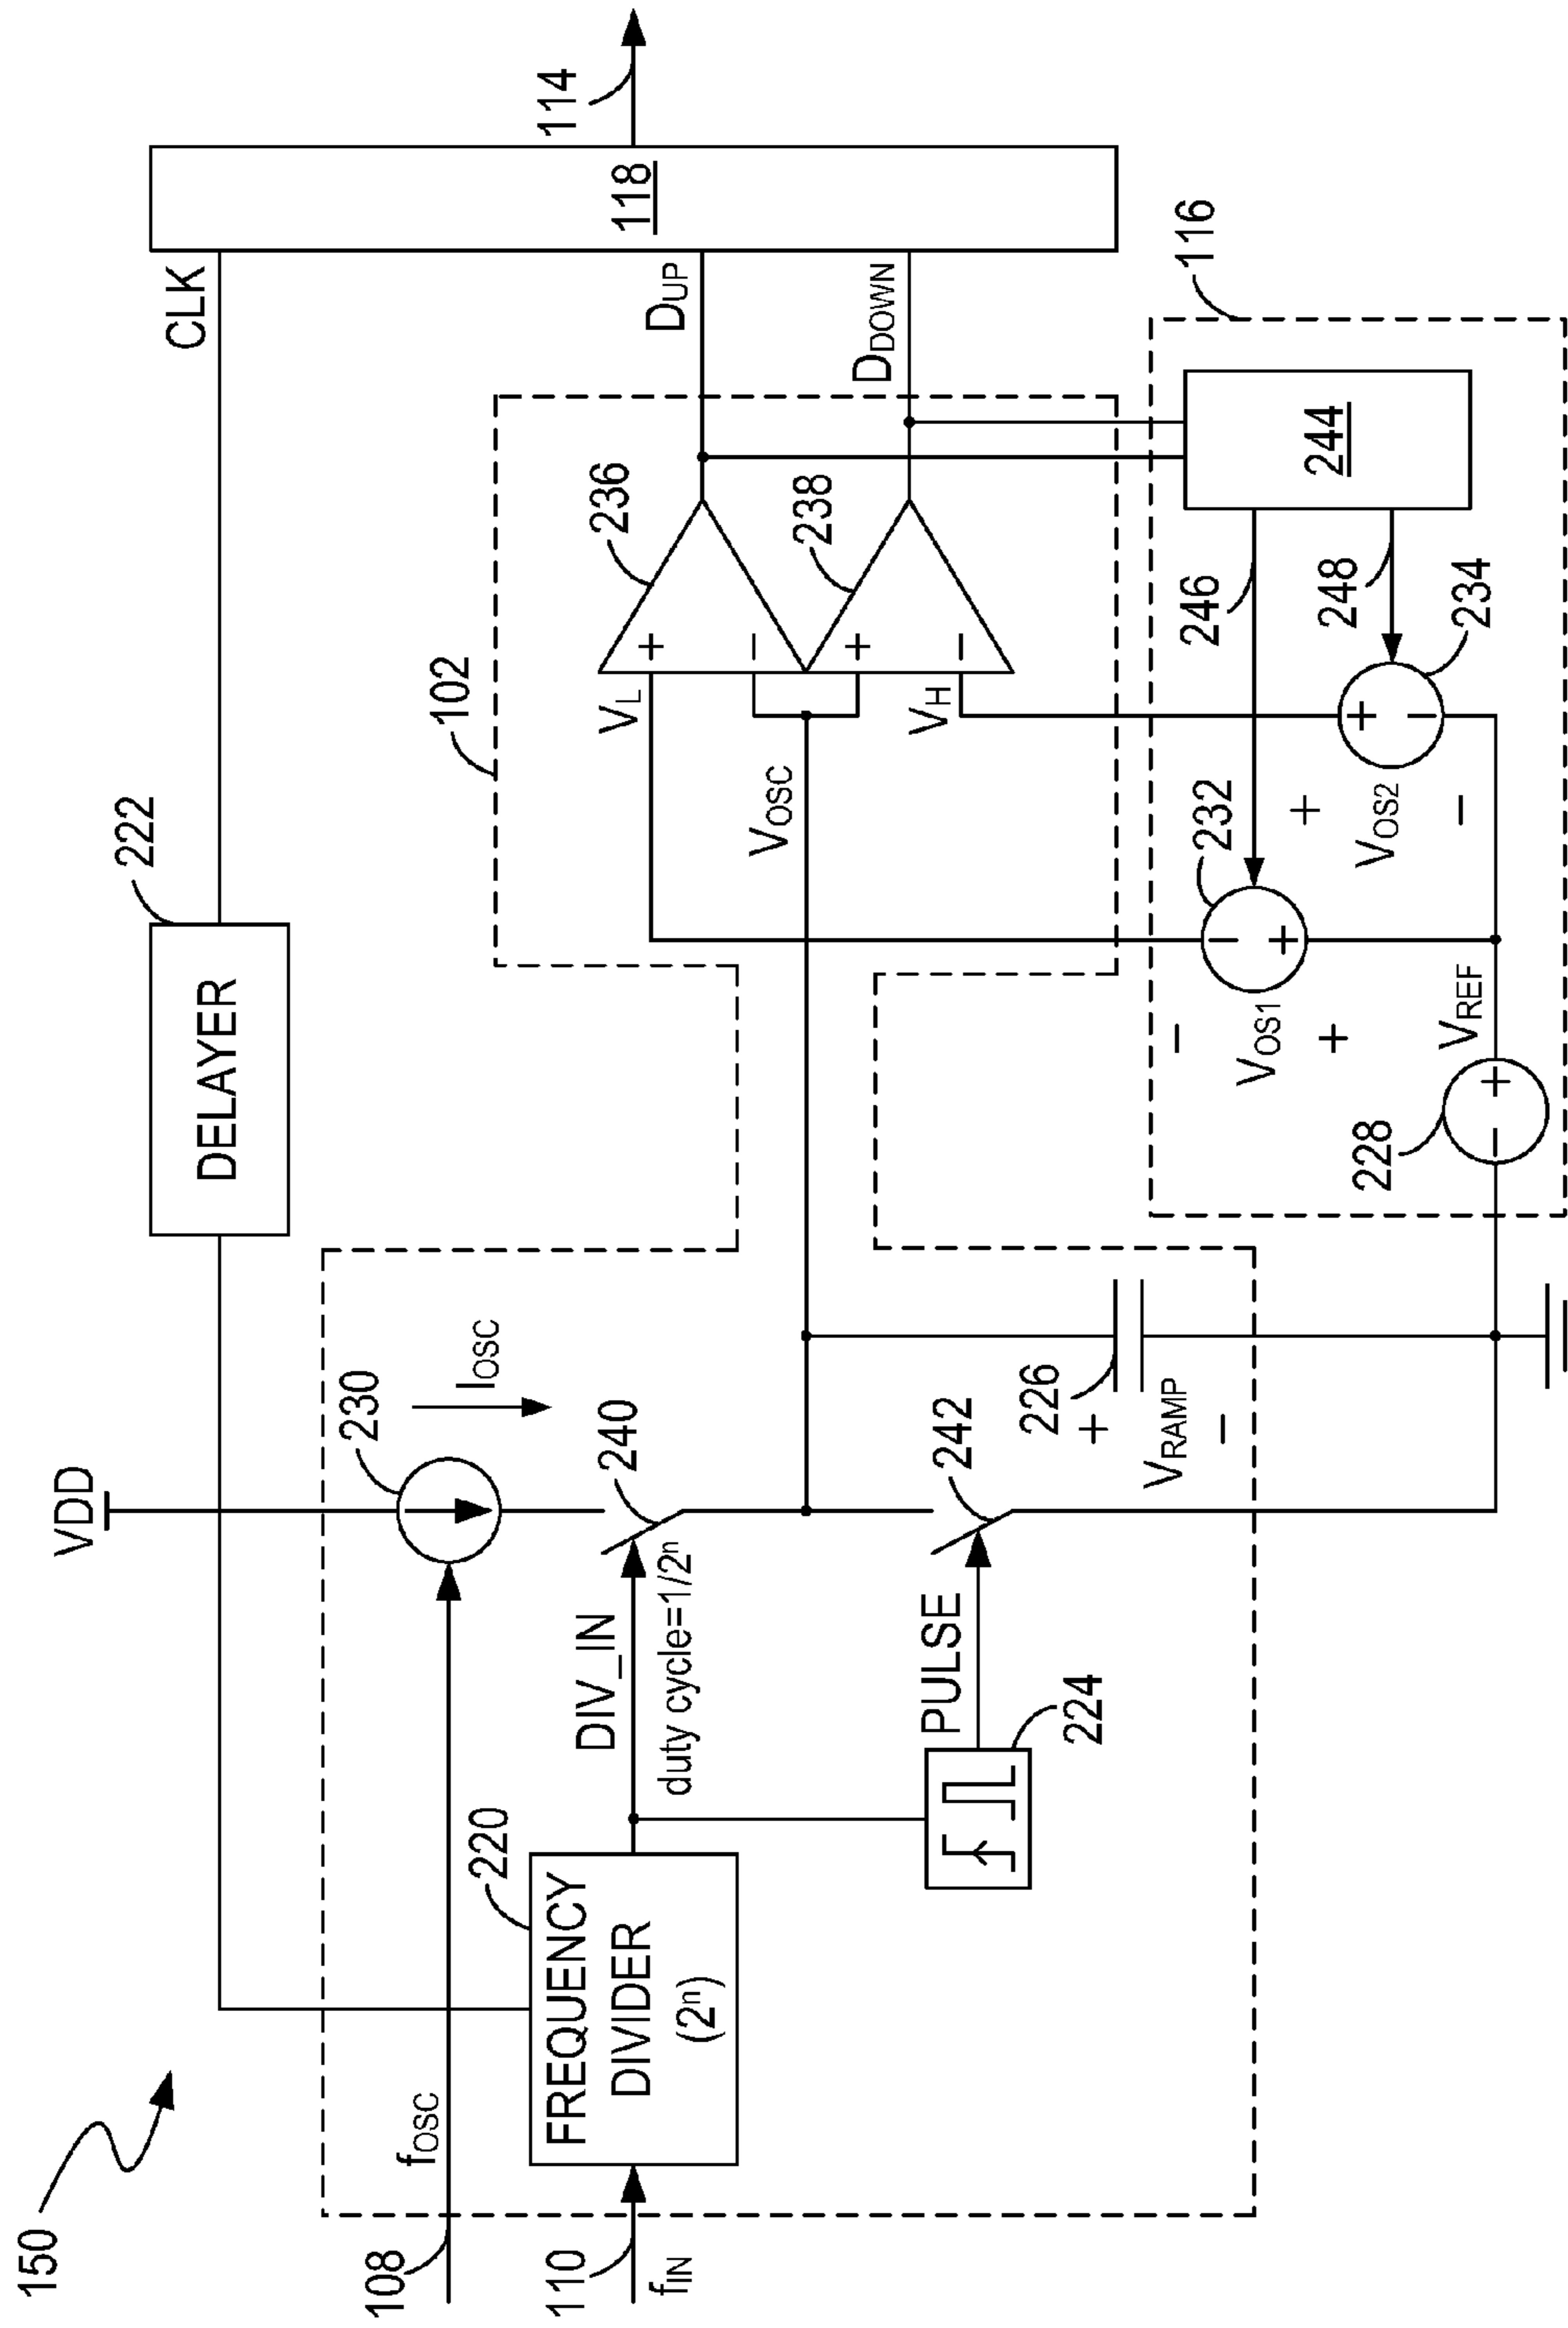 150
VDD
222
DELAYER
CLK
118
114
108
f_OSC
230
I_OSC
102
220
FREQUENCY
DIVIDER
(2ⁿ)
110
f_IN
DIV_IN
duty cycle=1/2ⁿ
240
V_L
+
−
236
D_UP
V_OSC
238
+
−
V_H
D_DOWN
PULSE
224
242
226
+
V_RAMP
−
116
−
V_OS1
+
232
−
+
246
244
248
+
V_OS2
−
234
+
−
V_REF
228
−
+